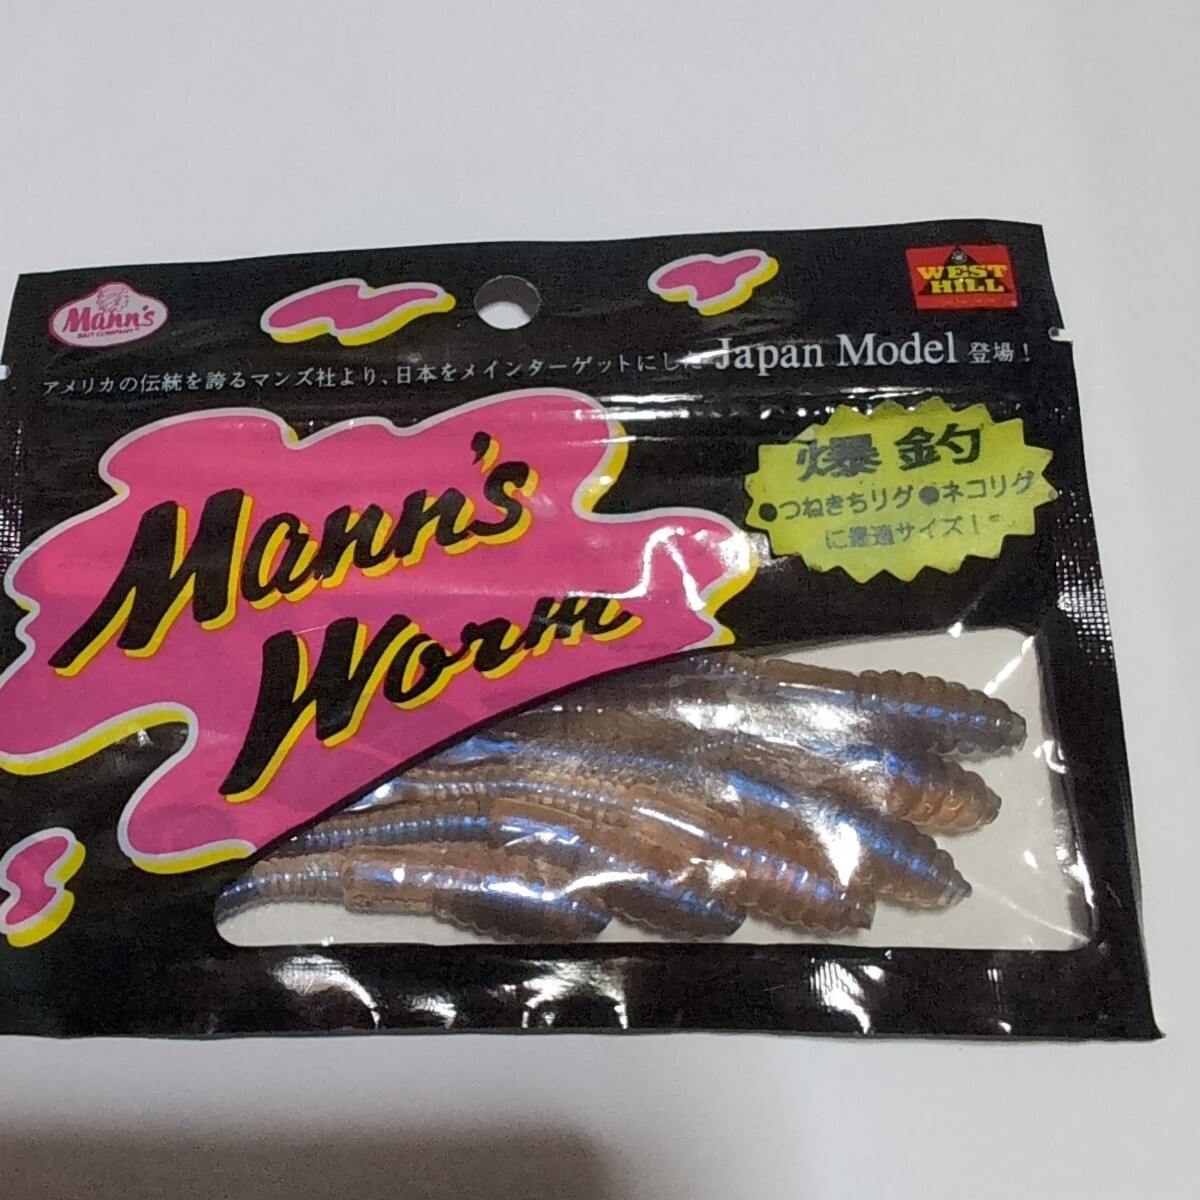 Mann's
BAIT COMPANY
WEST
HILL
アメリカの伝統を誇るマンズ社より、日本をメインターゲットにした Japan Model 登場!
Mann's
Worm
爆釣
●つねきちリグ●ネコリグ
に最適サイズ!